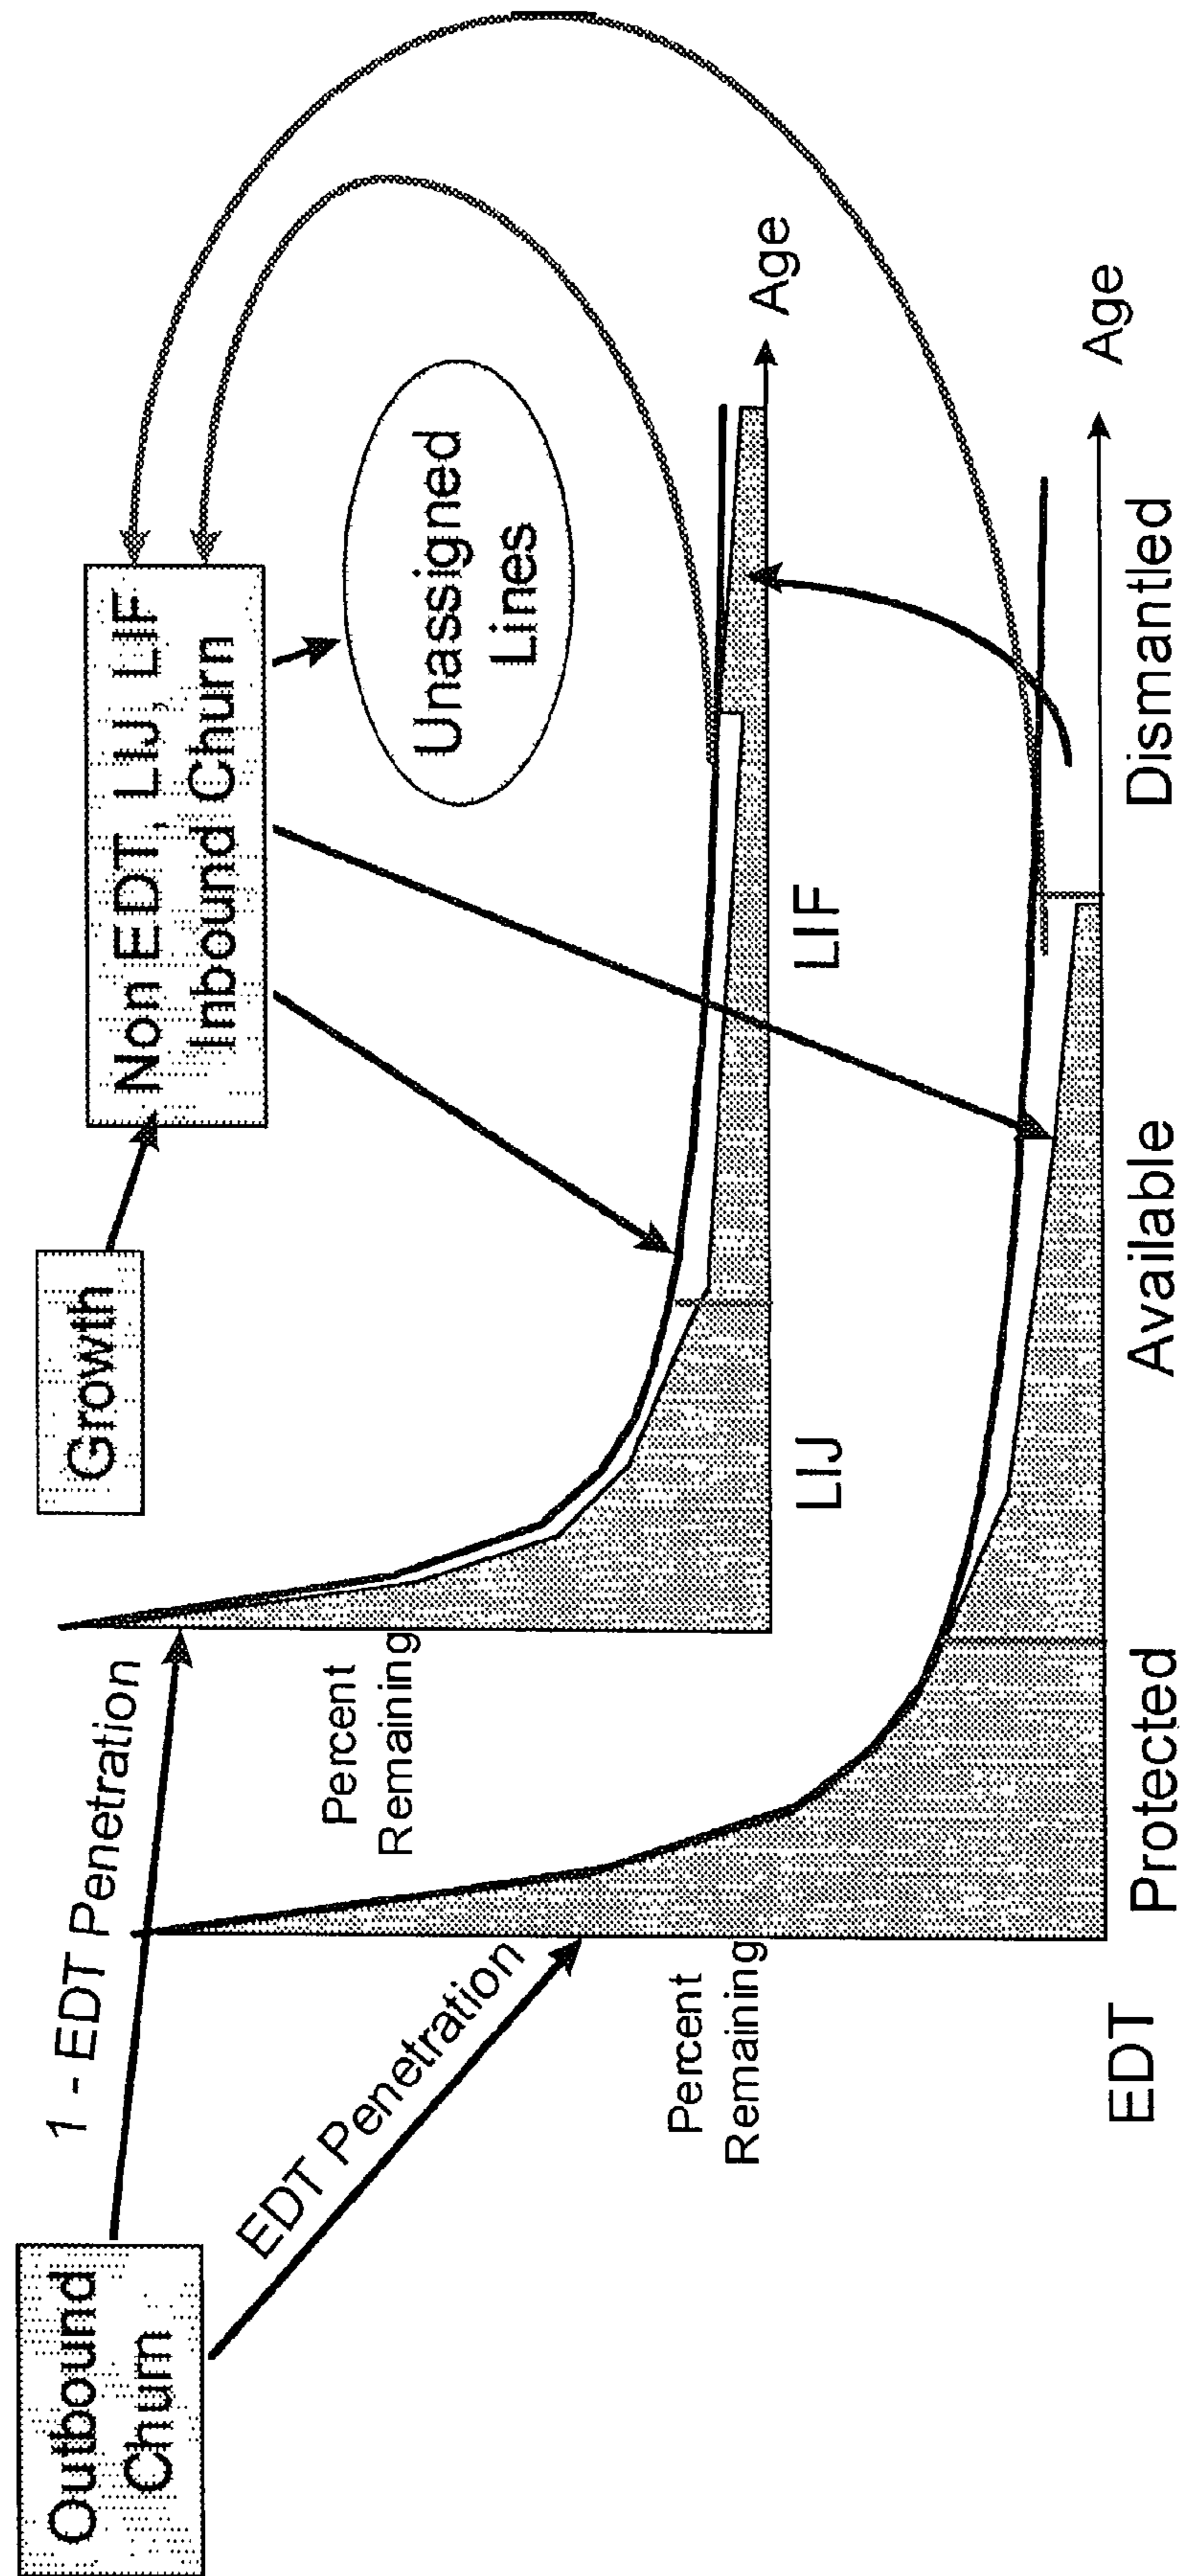 Outbound
Chum
1 - EDT Penetration
EDT Penetration
Growth
Non EDT, LIJ, LIF
Inbound Churn
Unassigned
Lines
Percent
Remaining
LIJ
LIF
Age
Percent
Remaining
EDT
Protected
Available
Dismantled
Age